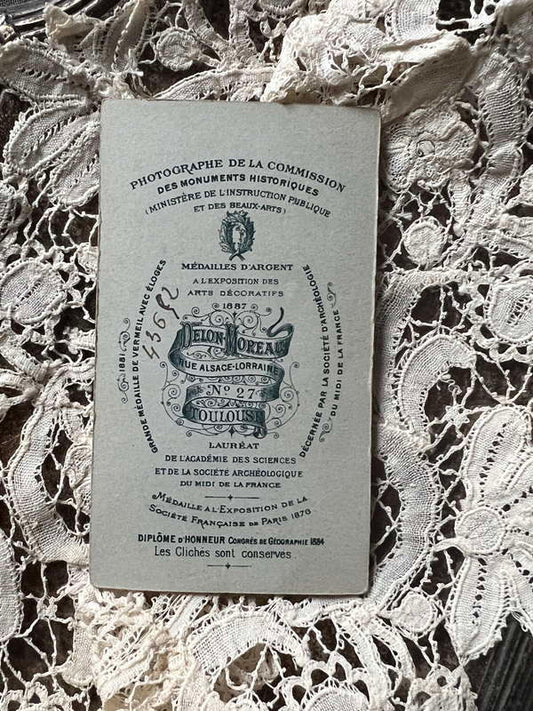 PHOTOGRAPHE DE LA COMMISSION
DES MONUMENTS HISTORIQUES
(MINISTÈRE DE L'INSTRUCTION PUBLIQUE
ET DES BEAUX-ARTS)
MÉDAILLES D'ARGENT
A L'EXPOSITION DES
ARTS DÉCORATIFS
1887
1881
GRANDE MÉDAILLE DE VERMEIL AVEC ÉLOGES
DÉCERNÉE PAR LA SOCIÉTÉ D'ARCHÉOLOGIE
DU MIDI DE LA FRANCE
43692
DELON-MOREAU
RUE ALSACE-LORRAINE
No 27
TOULOUSE
LAURÉAT
DE L'ACADÉMIE DES SCIENCES
ET DE LA SOCIÉTÉ ARCHÉOLOGIQUE
DU MIDI DE LA FRANCE
MÉDAILLE A L'EXPOSITION DE LA
SOCIÉTÉ FRANÇAISE DE PARIS 1876
DIPLÔME D'HONNEUR CONGRÈS DE GÉOGRAPHIE 1884
Les Clichés sont conservés